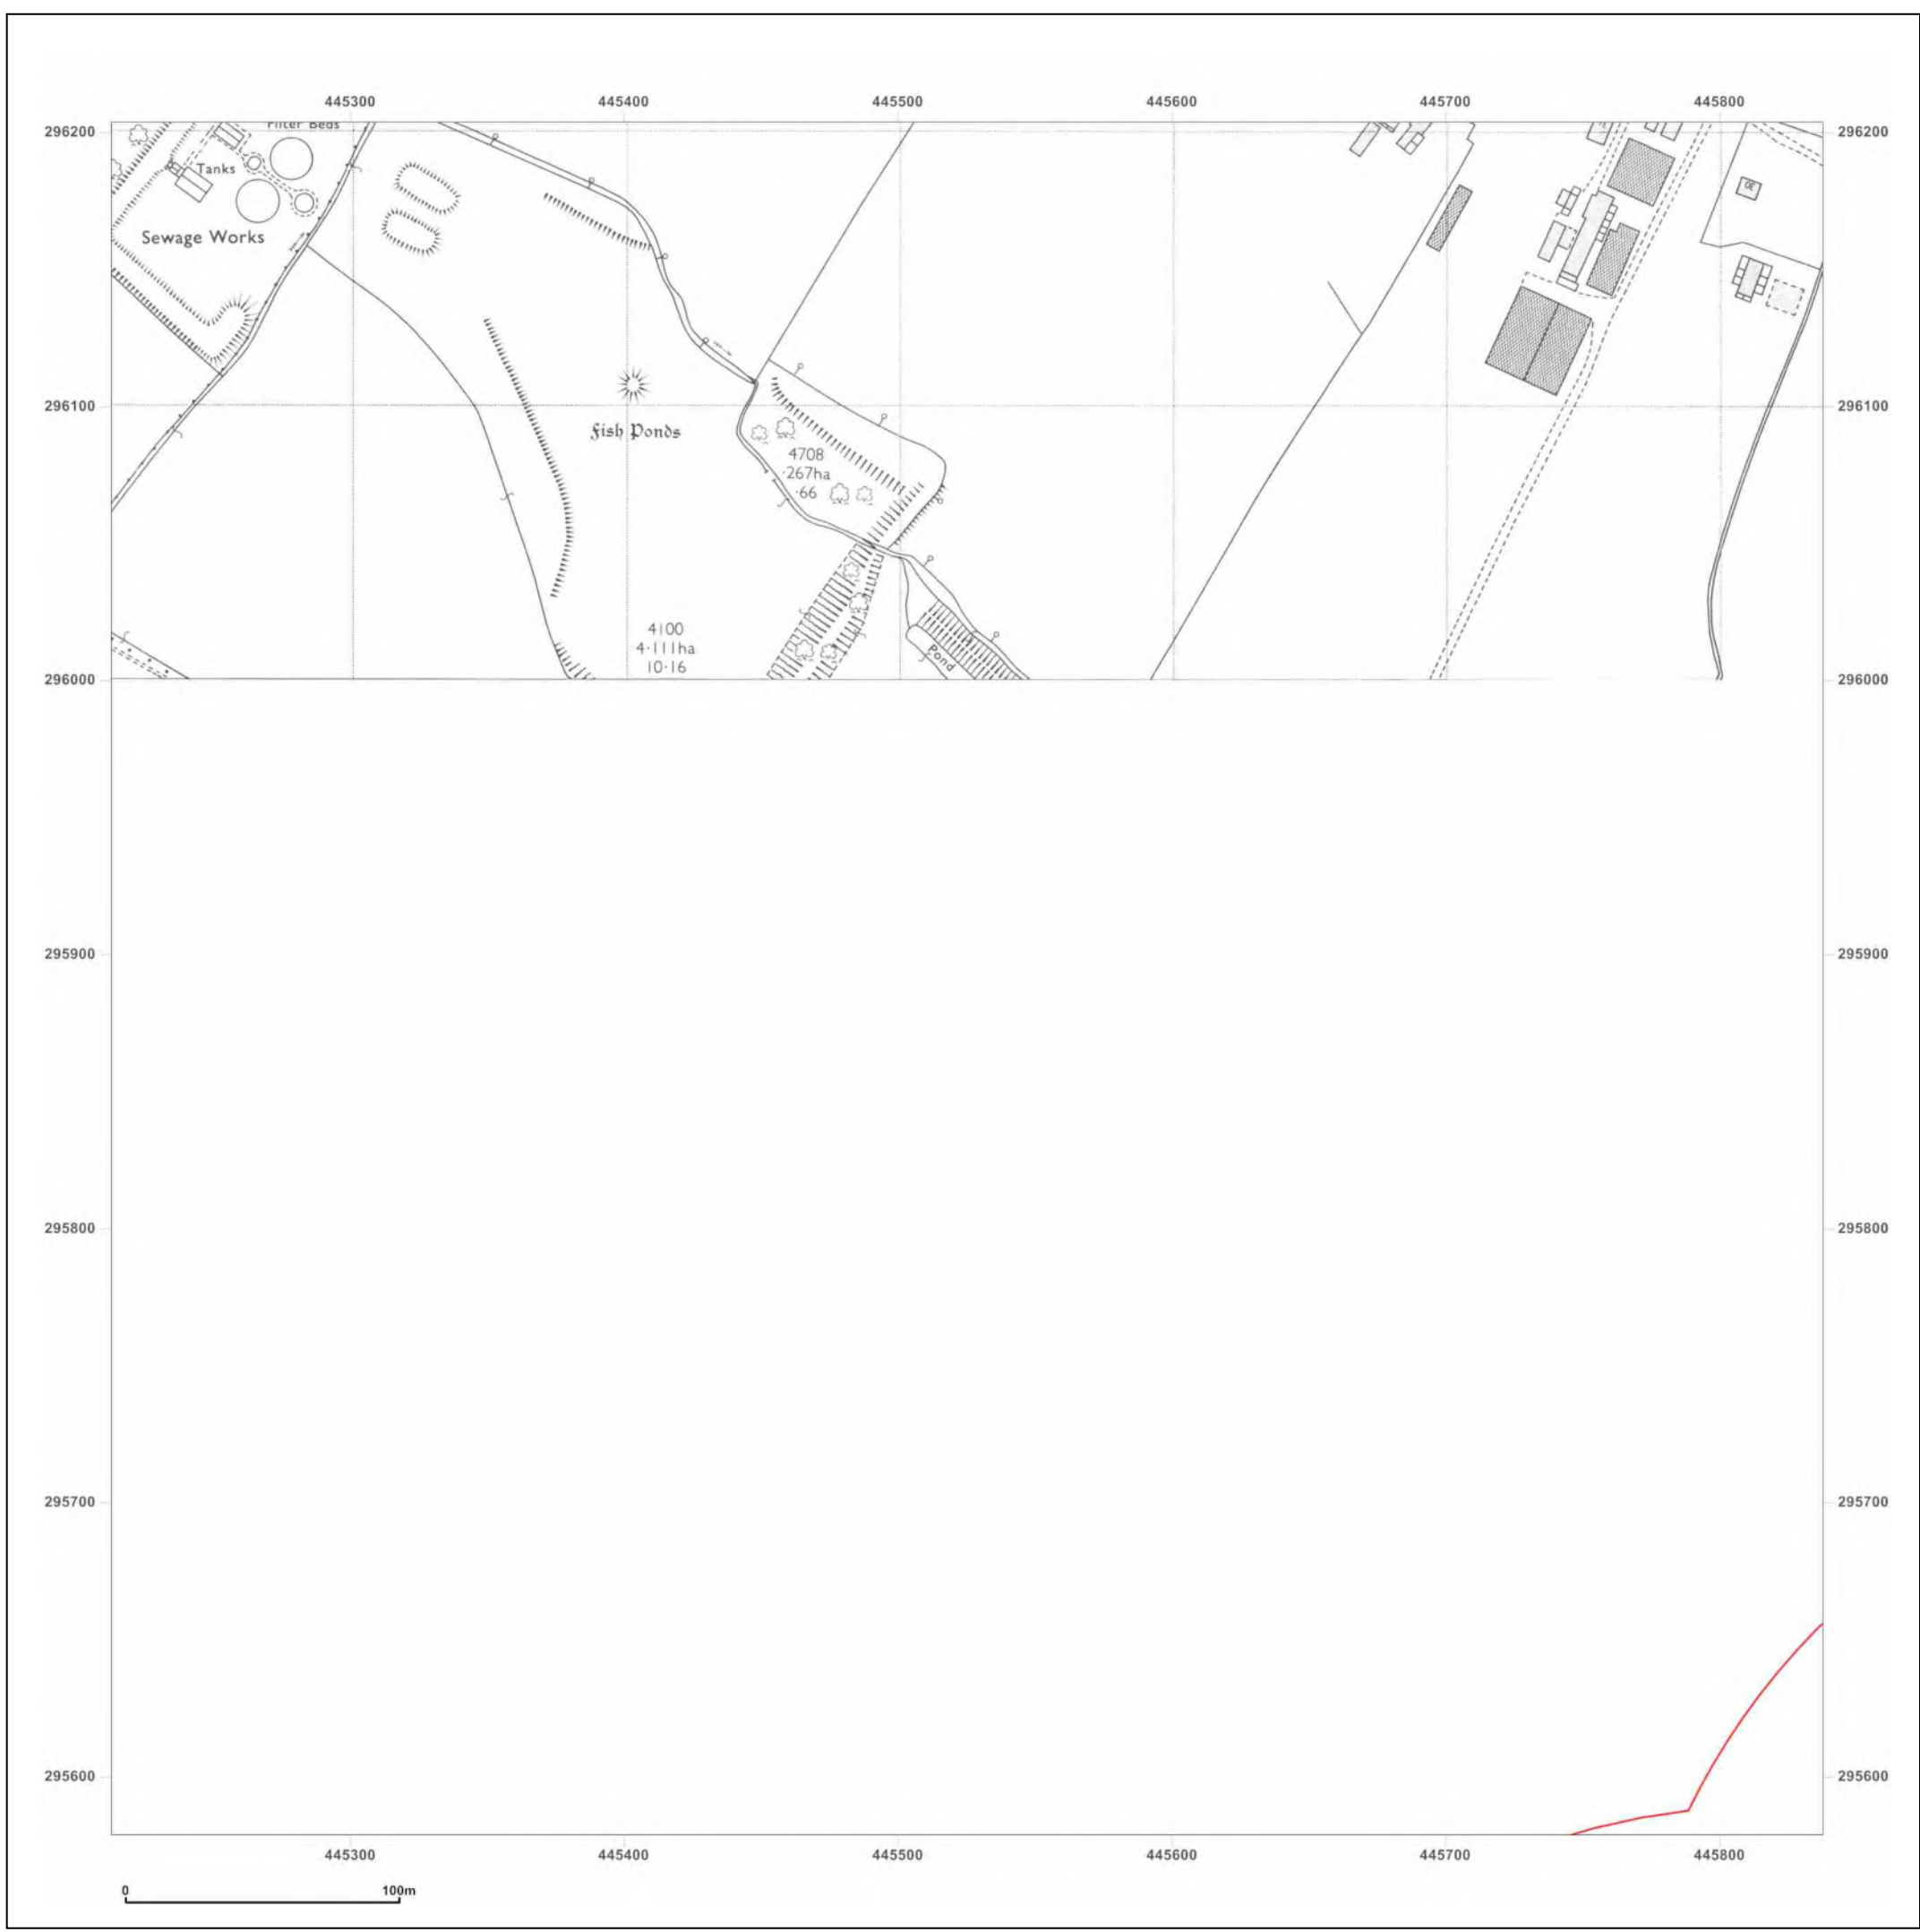 445300 445400 445500 445600 445700 445800
296200 296200
Filter Beds
Tanks
Sewage Works
296100 296100
Fish Ponds
4708
·267ha
·66
4100
4·111ha
10·16
Pond
296000 296000
295900 295900
295800 295800
295700 295700
295600 295600
445300 445400 445500 445600 445700 445800
0 100m